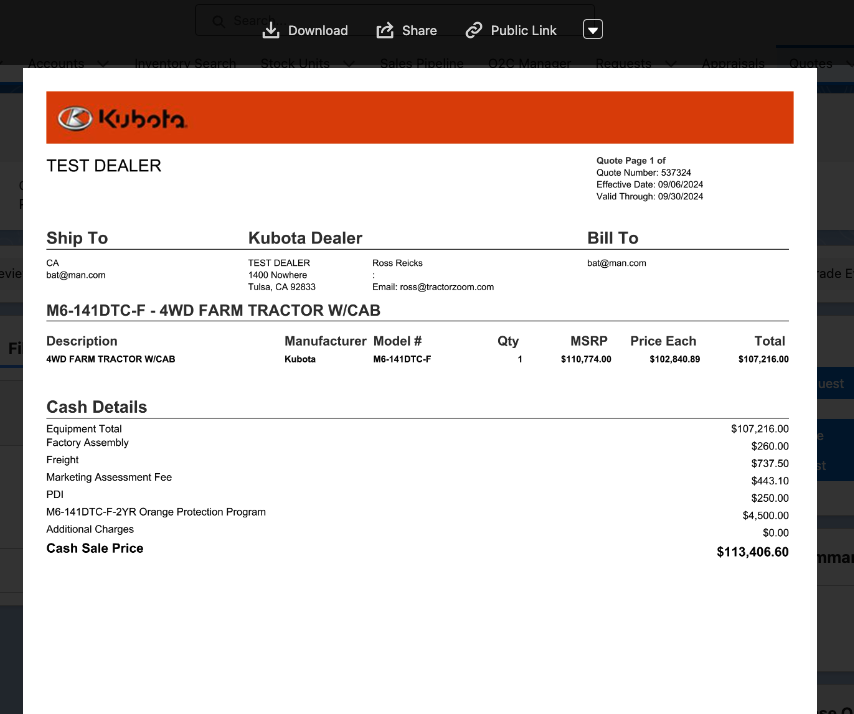 Search...
Download Share Public Link
Accounts Inventory Search Stock Units Sales Pipeline O2C Manager Requests Appraisals Quotes
Kubota
TEST DEALER
Quote Page 1 of
Quote Number: 537324
Effective Date: 09/06/2024
Valid Through: 09/30/2024
Ship To Kubota Dealer Bill To
CA TEST DEALER Ross Reicks bat@man.com
bat@man.com 1400 Nowhere :
Tulsa, CA 92833 Email: ross@tractorzoom.com
M6-141DTC-F - 4WD FARM TRACTOR W/CAB
Description Manufacturer Model # Qty MSRP Price Each Total
4WD FARM TRACTOR W/CAB Kubota M6-141DTC-F 1 $110,774.00 $102,840.89 $107,216.00
Cash Details
Equipment Total $107,216.00
Factory Assembly $260.00
Freight $737.50
Marketing Assessment Fee $443.10
PDI $250.00
M6-141DTC-F-2YR Orange Protection Program $4,500.00
Additional Charges $0.00
Cash Sale Price $113,406.60